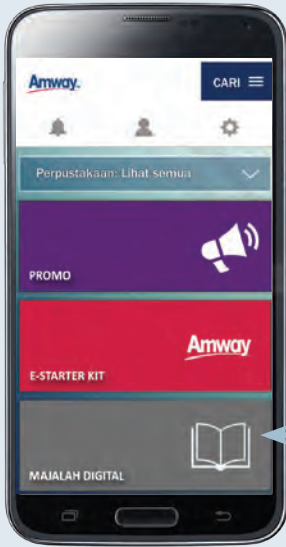 Amway
CARI
Perpustakaan: Lihat semua
PROMO
Amway
E-STARTER KIT
MAJALAH DIGITAL